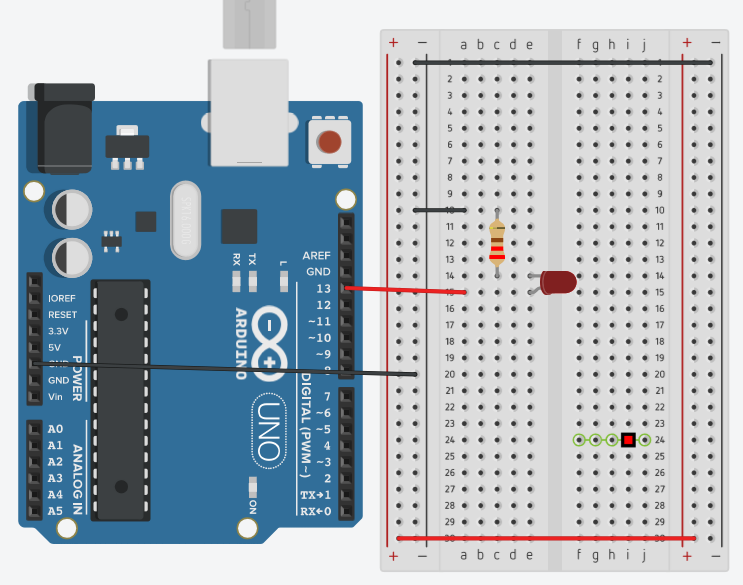 + − a b c d e f g h i j + −
1 1
2 2
3 3
4 4
5 5
6 6
7 7
8 8
9 9
10 10
11 11
12 12
13 13
14 14
15 15
16 16
17 17
18 18
19 19
20 20
21 21
22 22
23 23
24 24
25 25
26 26
27 27
28 28
29 29
+ − a b c d e f g h i j + −
AREF
GND
13
12
~11
~10
~9
8
7
~6
~5
4
~3
2
TX→1
RX←0
DIGITAL (PWM~)
RX
TX
L
ARDUINO
UNO
ON
IOREF
RESET
3.3V
5V
GND
GND
Vin
POWER
A0
A1
A2
A3
A4
A5
ANALOG IN